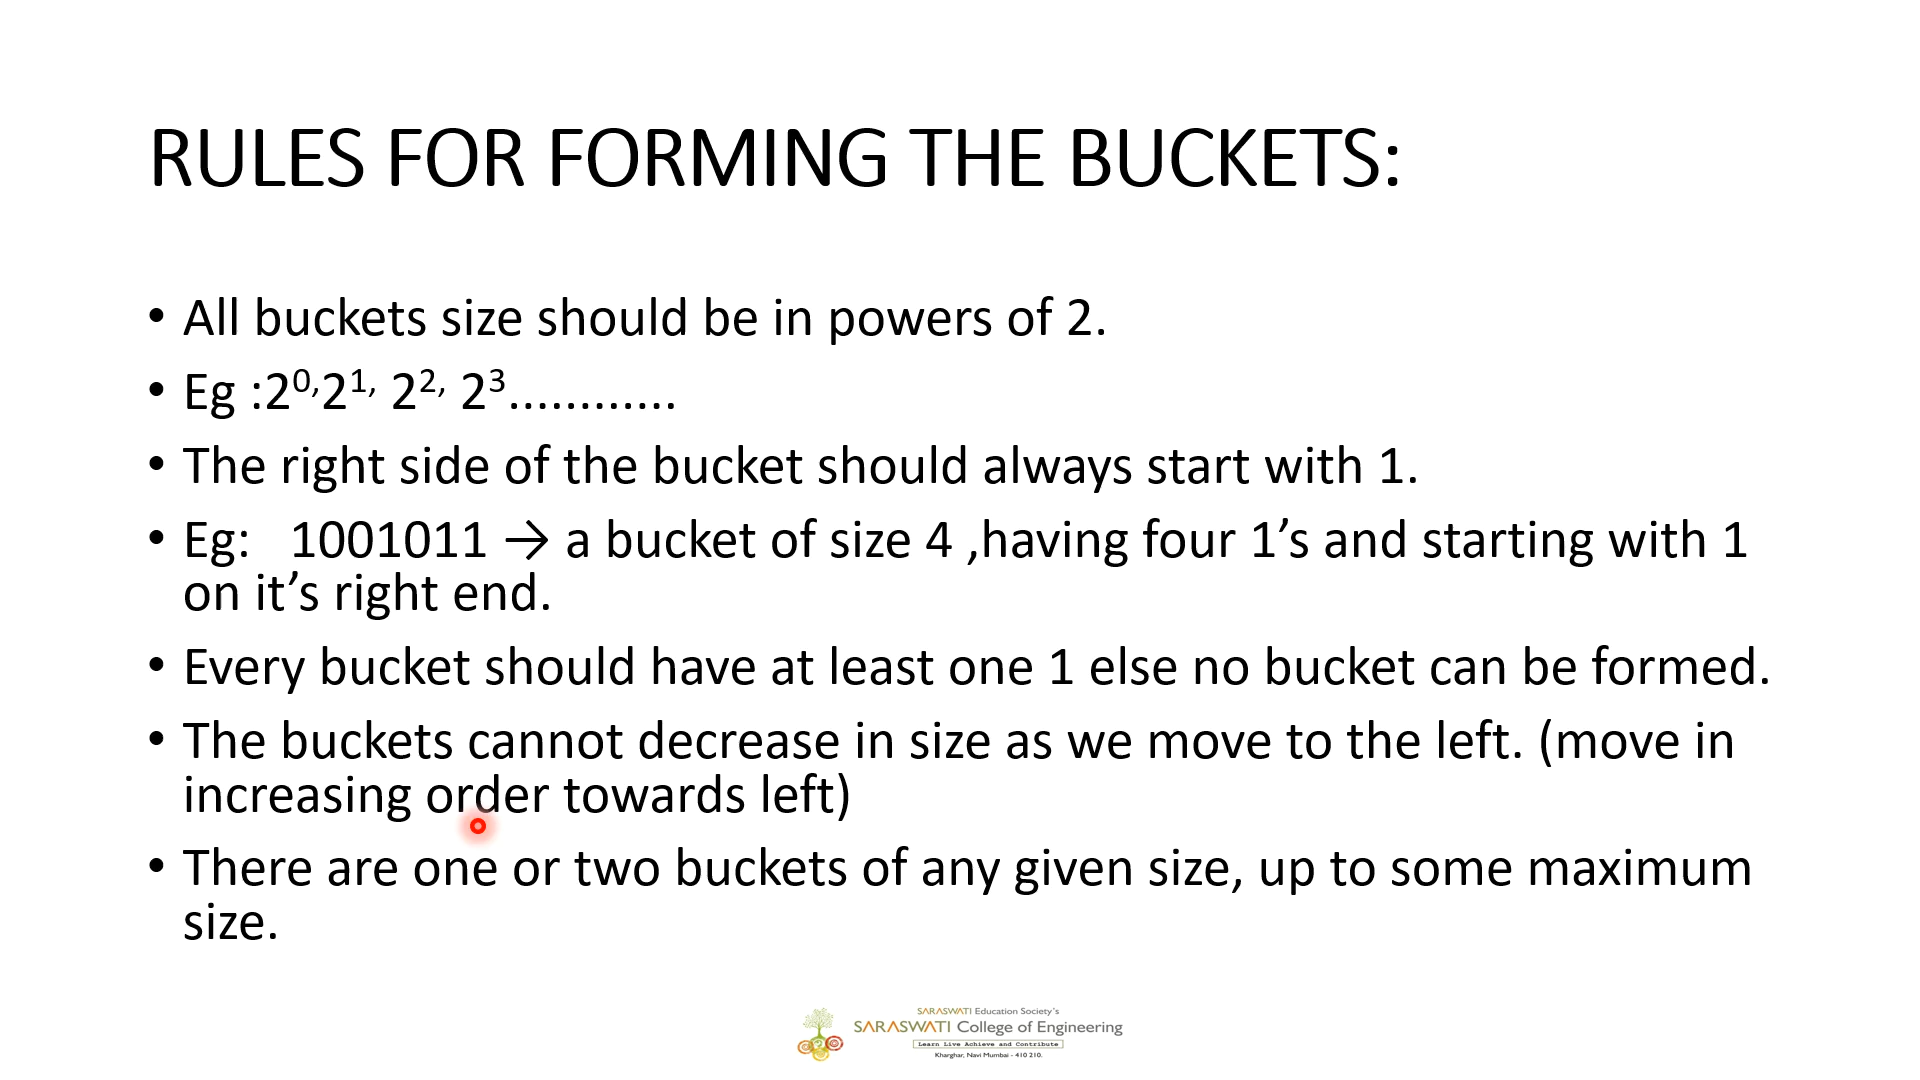 RULES FOR FORMING THE BUCKETS:
• All buckets size should be in powers of 2.
• Eg :2⁰,2¹, 2², 2³............
• The right side of the bucket should always start with 1.
• Eg:   1001011 → a bucket of size 4 ,having four 1’s and starting with 1
on it’s right end.
• Every bucket should have at least one 1 else no bucket can be formed.
• The buckets cannot decrease in size as we move to the left. (move in
increasing order towards left)
• There are one or two buckets of any given size, up to some maximum
size.
SARASWATI Education Society's
SARASWATI College of Engineering
Learn Live Achieve and Contribute
Kharghar, Navi Mumbai - 410 210.